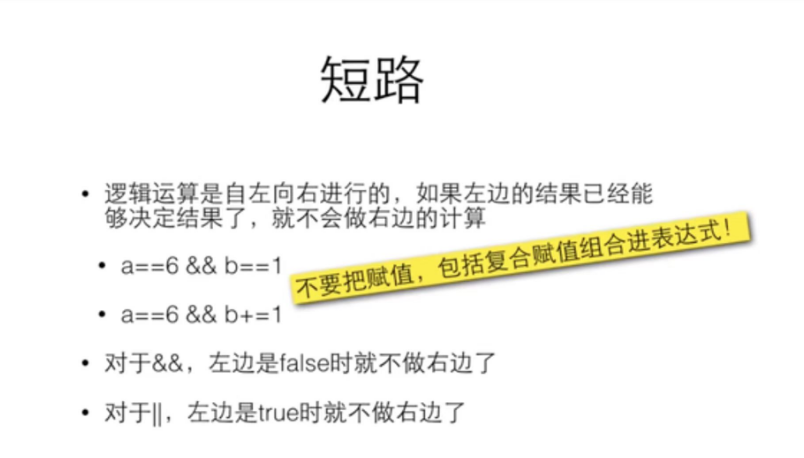 短路
• 逻辑运算是自左向右进行的，如果左边的结果已经能
够决定结果了，就不会做右边的计算
• a==6 && b==1
不要把赋值，包括复合赋值组合进表达式！
• a==6 && b+=1
• 对于&&，左边是false时就不做右边了
• 对于||，左边是true时就不做右边了